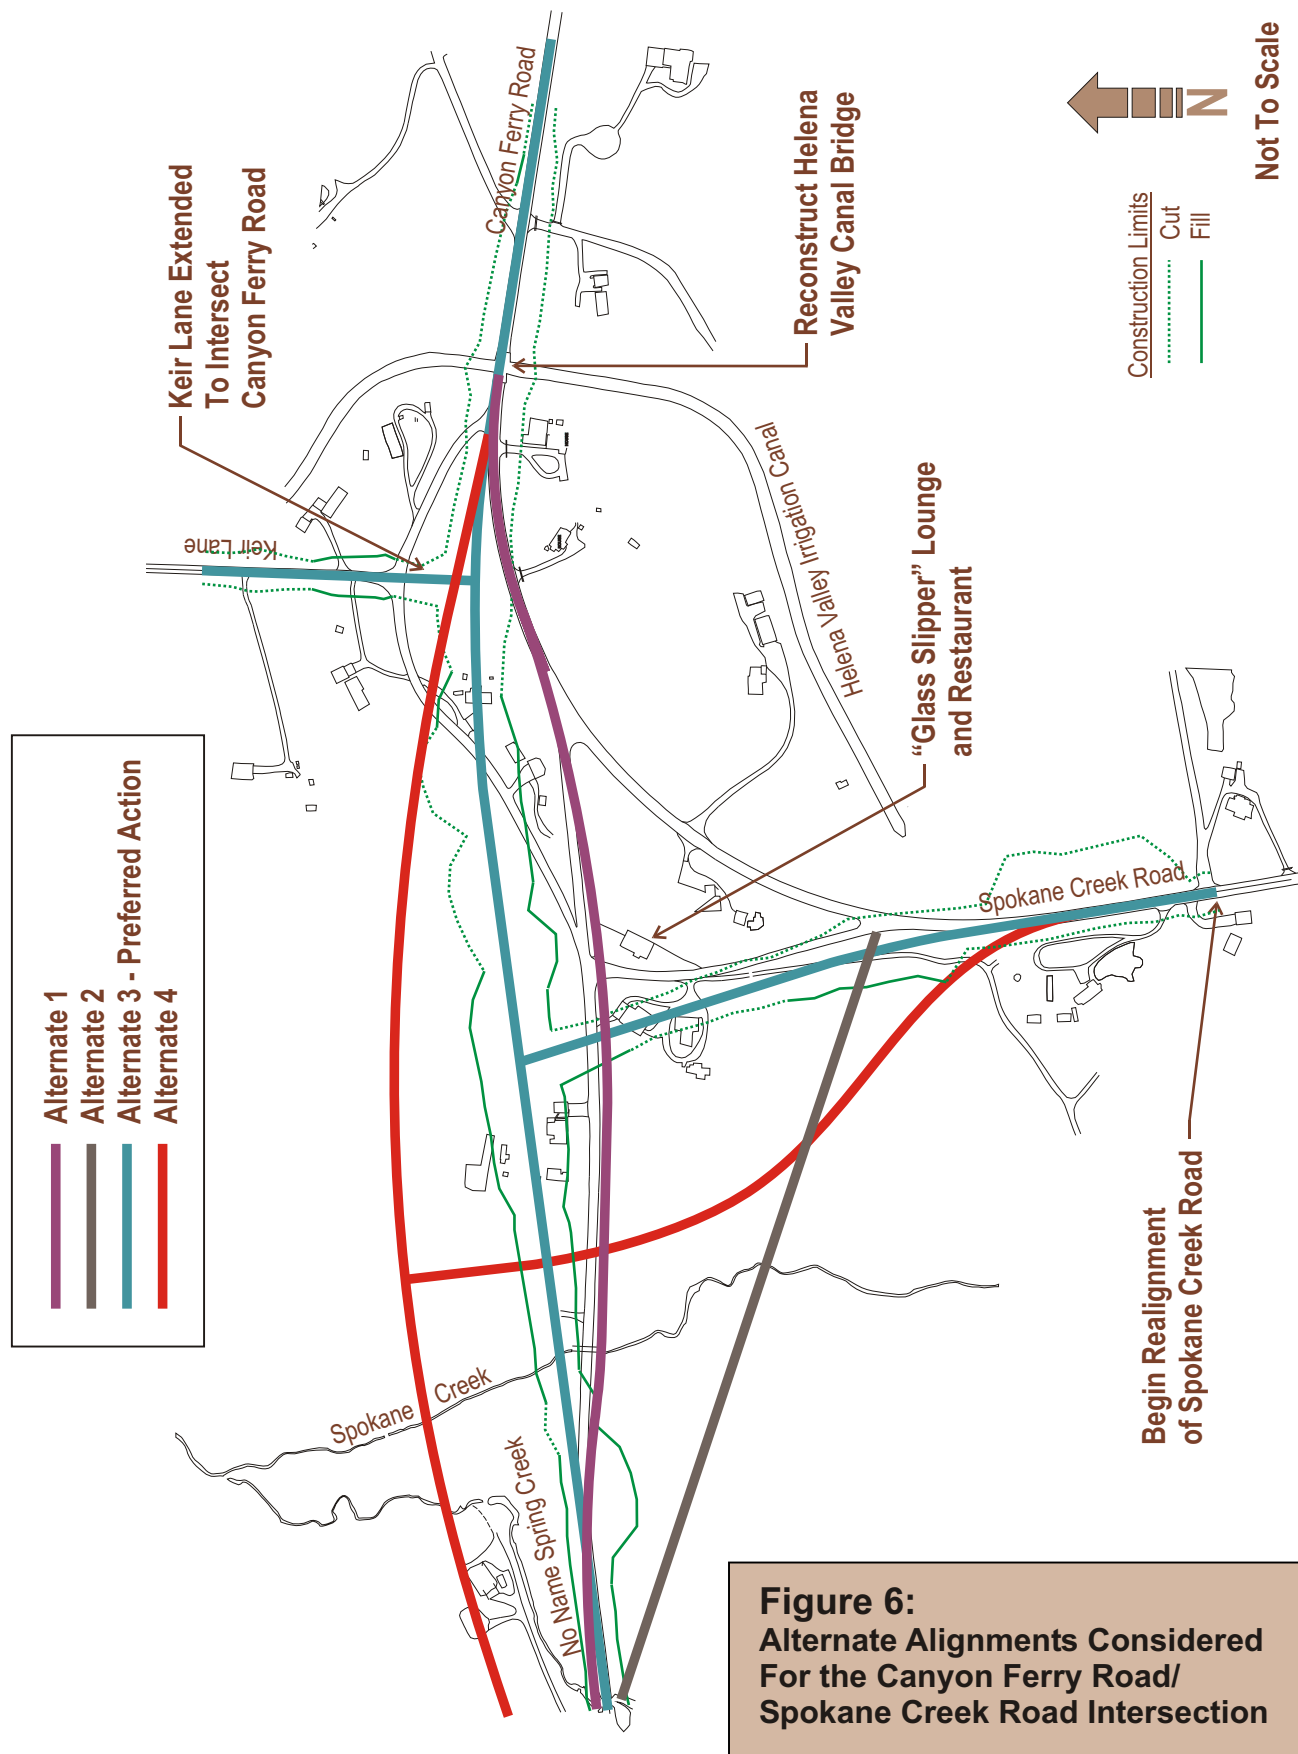 Alternate 1
Alternate 2
Alternate 3 - Preferred Action
Alternate 4
Keir Lane Extended
To Intersect
Canyon Ferry Road
Canyon Ferry Road
Reconstruct Helena
Valley Canal Bridge
N
Not To Scale
Construction Limits
Cut
Fill
Keir Lane
Helena Valley Irrigation Canal
"Glass Slipper" Lounge
and Restaurant
Spokane Creek Road
Spokane Creek
No Name Spring Creek
Begin Realignment
of Spokane Creek Road
Figure 6:
Alternate Alignments Considered
For the Canyon Ferry Road/
Spokane Creek Road Intersection